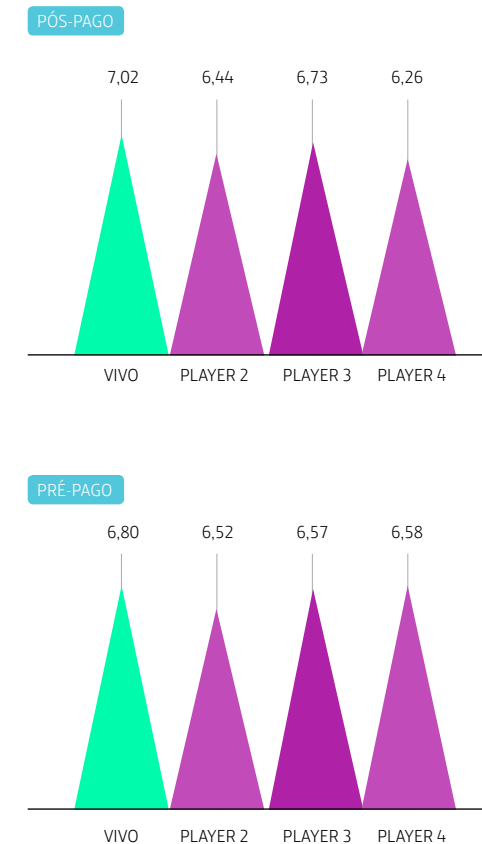 PÓS-PAGO
7,02 6,44 6,73 6,26
VIVO PLAYER 2 PLAYER 3 PLAYER 4
PRÉ-PAGO
6,80 6,52 6,57 6,58
VIVO PLAYER 2 PLAYER 3 PLAYER 4